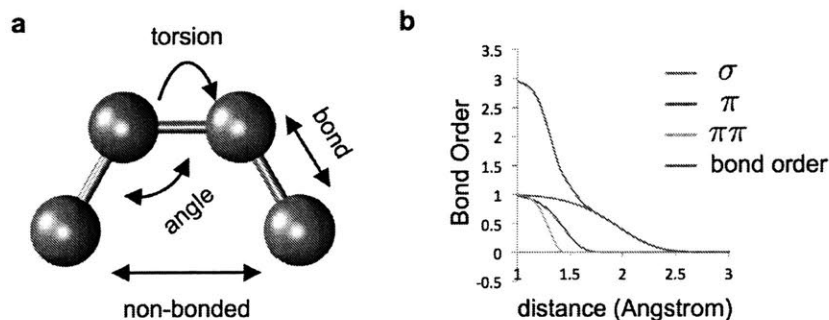 a
torsion
bond
angle
non-bonded
b
Bond Order
3.5
3
2.5
2
1.5
1
0.5
0
-0.5
1
1.5
2
2.5
3
distance (Angstrom)
σ
π
ππ
bond order